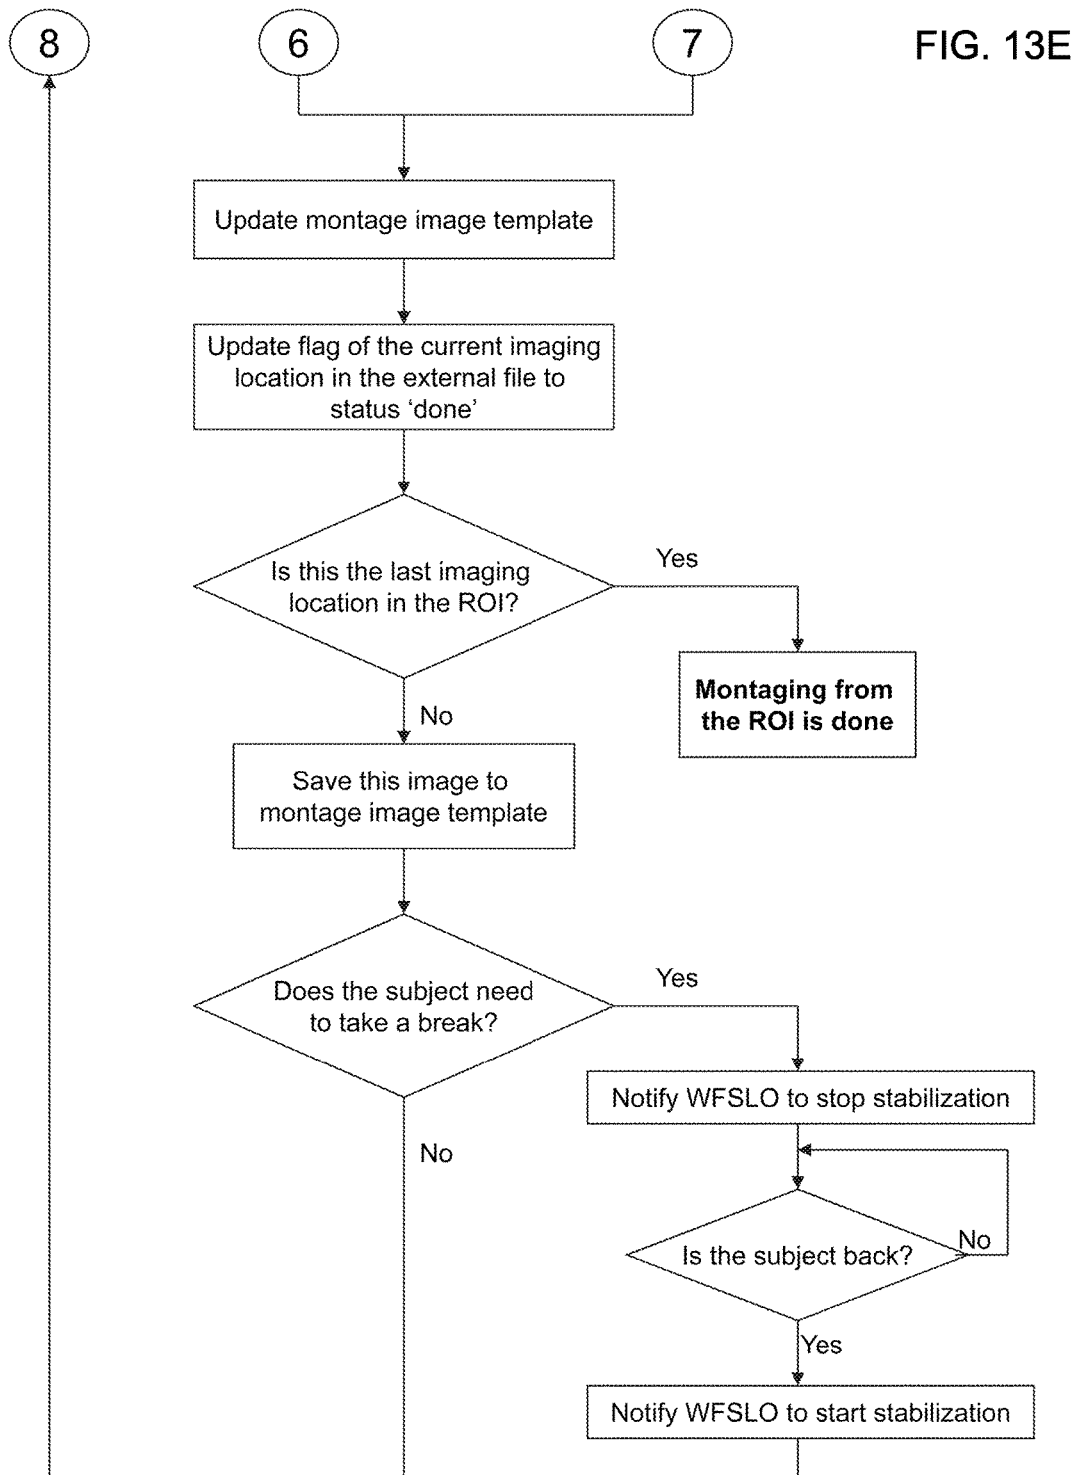 8
6
7
FIG. 13E
Update montage image template
Update flag of the current imaging
location in the external file to
status ‘done’
Is this the last imaging
location in the ROI?
Yes
Montaging from
the ROI is done
No
Save this image to
montage image template
Does the subject need
to take a break?
Yes
Notify WFSLO to stop stabilization
No
Is the subject back?
No
Yes
Notify WFSLO to start stabilization